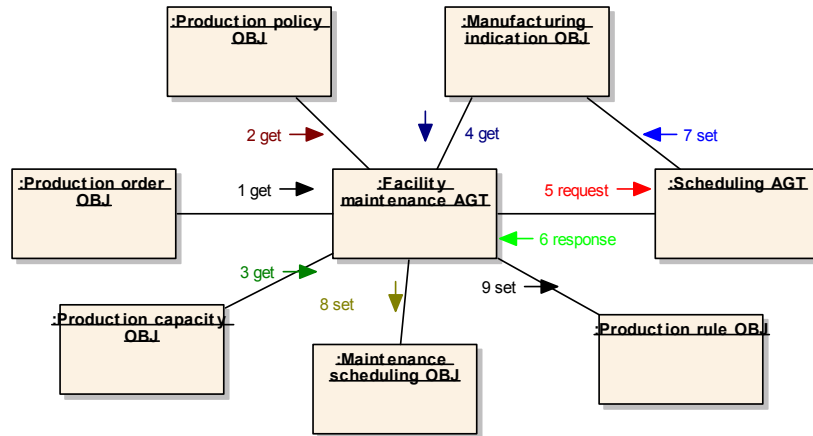 :Production policy
OBJ
:Manufacturing
indication OBJ
2 get
4 get
7 set
:Production order
OBJ
1 get
:Facility
maintenance AGT
5 request
:Scheduling AGT
6 response
3 get
8 set
9 set
:Production capacity
OBJ
:Maintenance
scheduling OBJ
:Production rule OBJ